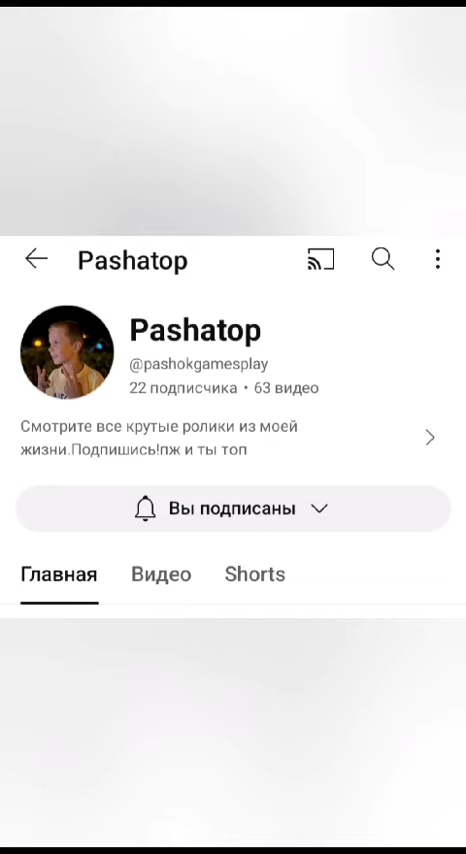 Pashatop
Pashatop
@pashokgamesplay
22 подписчика • 63 видео
Смотрите все крутые ролики из моей
жизни.Подпишись!пж и ты топ
Вы подписаны
Главная Видео Shorts